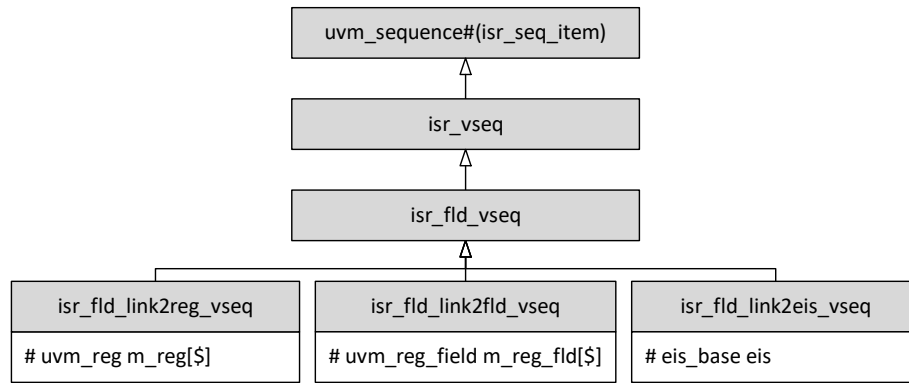 uvm_sequence#(isr_seq_item)
isr_vseq
isr_fld_vseq
isr_fld_link2reg_vseq
# uvm_reg m_reg[$]
isr_fld_link2fld_vseq
# uvm_reg_field m_reg_fld[$]
isr_fld_link2eis_vseq
# eis_base eis